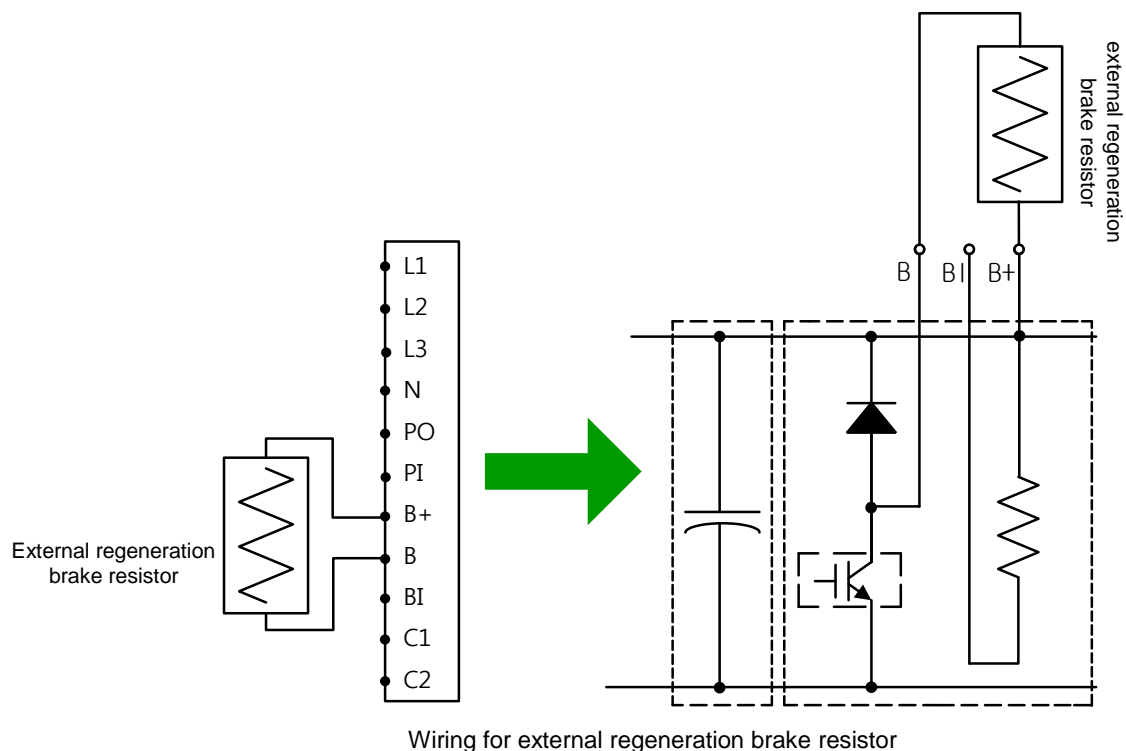 external regeneration
brake resistor
B
BI
B+
L1
L2
L3
N
PO
PI
B+
B
BI
C1
C2
External regeneration
brake resistor
Wiring for external regeneration brake resistor